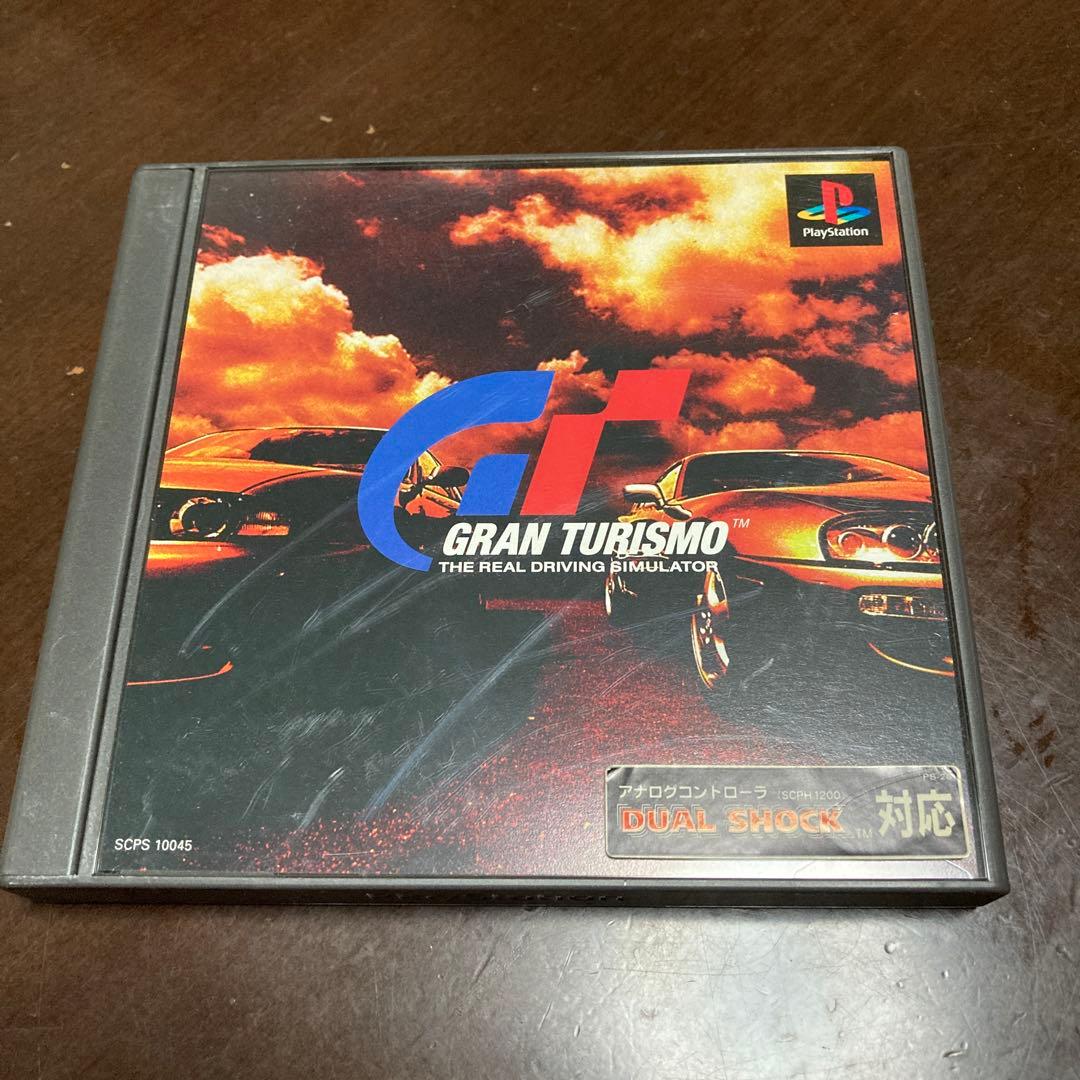 PlayStation
GRAN TURISMO™
THE REAL DRIVING SIMULATOR
アナログコントローラ (SCPH 1200)
DUAL SHOCK™ 対応
SCPS 10045